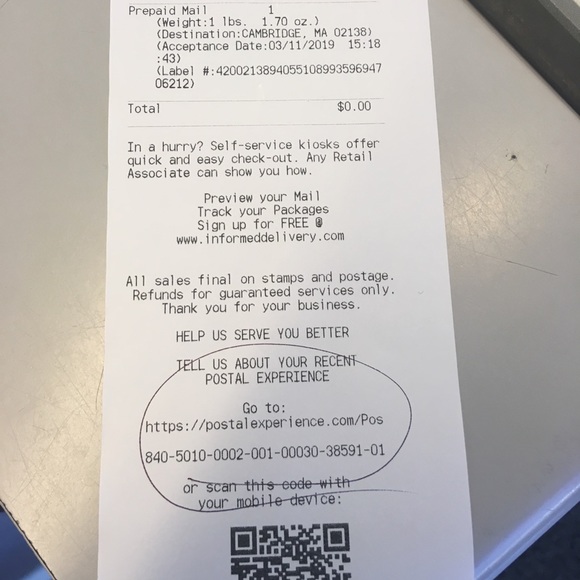 Prepaid Mail 1
(Weight:1 lbs. 1.70 oz.)
(Destination:CAMBRIDGE, MA 02138)
(Acceptance Date:03/11/2019 15:18
:43)
(Label #:42002138940551089935969​47
06212)
Total $0.00
In a hurry? Self-service kiosks offer
quick and easy check-out. Any Retail
Associate can show you how.
Preview your Mail
Track your Packages
Sign up for FREE @
www.informeddelivery.com
All sales final on stamps and postage.
Refunds for guaranteed services only.
Thank you for your business.
HELP US SERVE YOU BETTER
TELL US ABOUT YOUR RECENT
POSTAL EXPERIENCE
Go to:
https://postalexperience.com/Pos
840-5010-0002-001-00030-38591-01
or scan this code with
your mobile device: